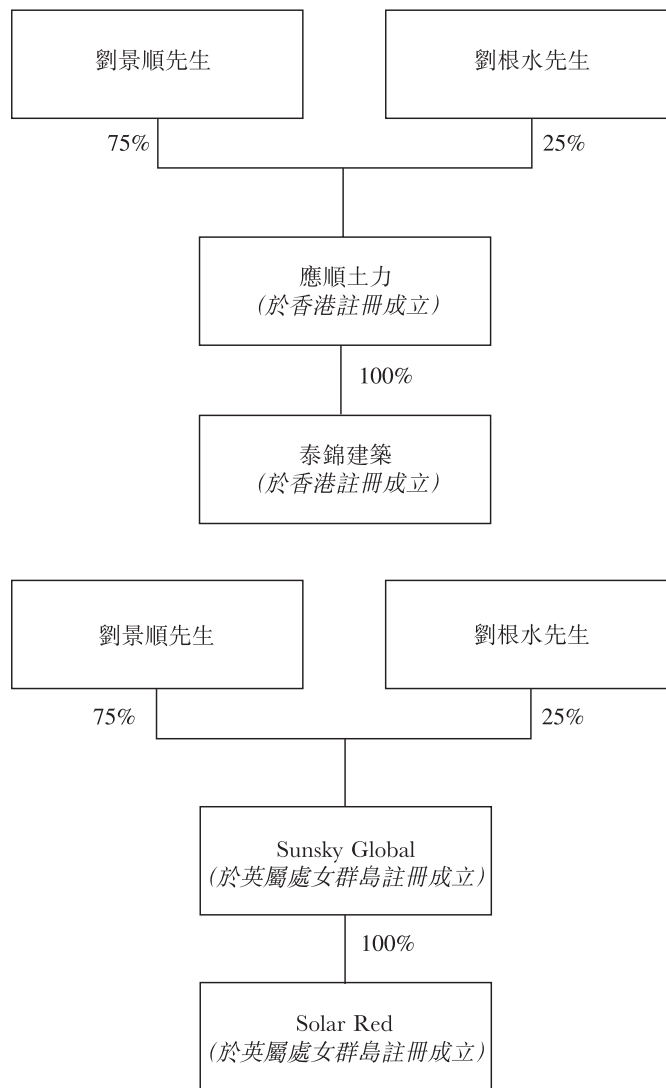 劉景順先生
劉根水先生
75%
25%
應順土力
(於香港註冊成立)
100%
泰錦建築
(於香港註冊成立)
劉景順先生
劉根水先生
75%
25%
Sunsky Global
(於英屬處女群島註冊成立)
100%
Solar Red
(於英屬處女群島註冊成立)